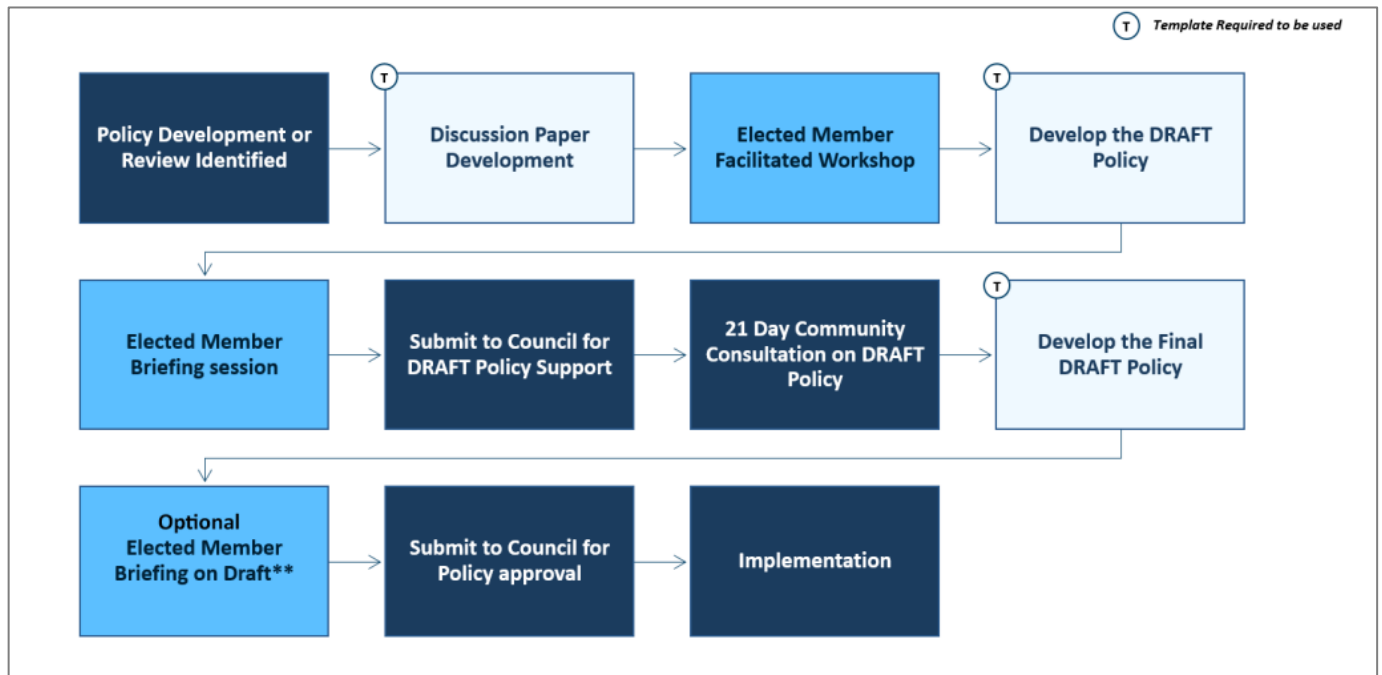 T Template Required to be used
Policy Development or
Review Identified
T
Discussion Paper
Development
Elected Member
Facilitated Workshop
T
Develop the DRAFT
Policy
Elected Member
Briefing session
Submit to Council for
DRAFT Policy Support
21 Day Community
Consultation on DRAFT
Policy
T
Develop the Final
DRAFT Policy
Optional
Elected Member
Briefing on Draft**
Submit to Council for
Policy approval
Implementation